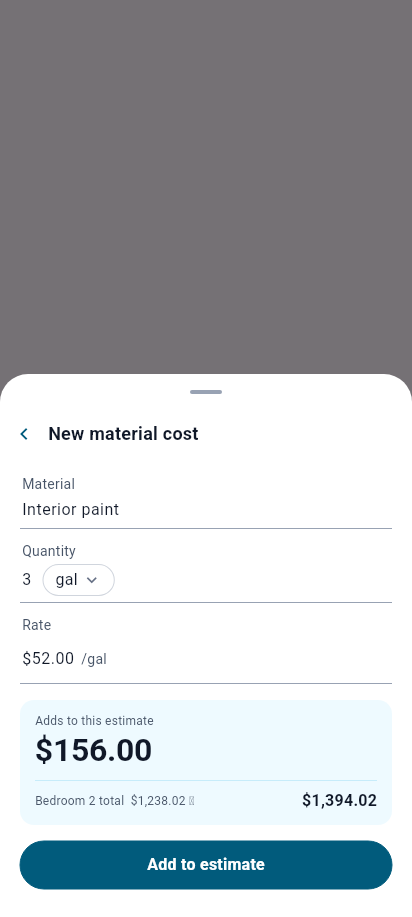 New material cost
Material
Interior paint
Quantity
3 gal
Rate
$52.00 /gal
Adds to this estimate
$156.00
Bedroom 2 total $1,238.02 $1,394.02
Add to estimate